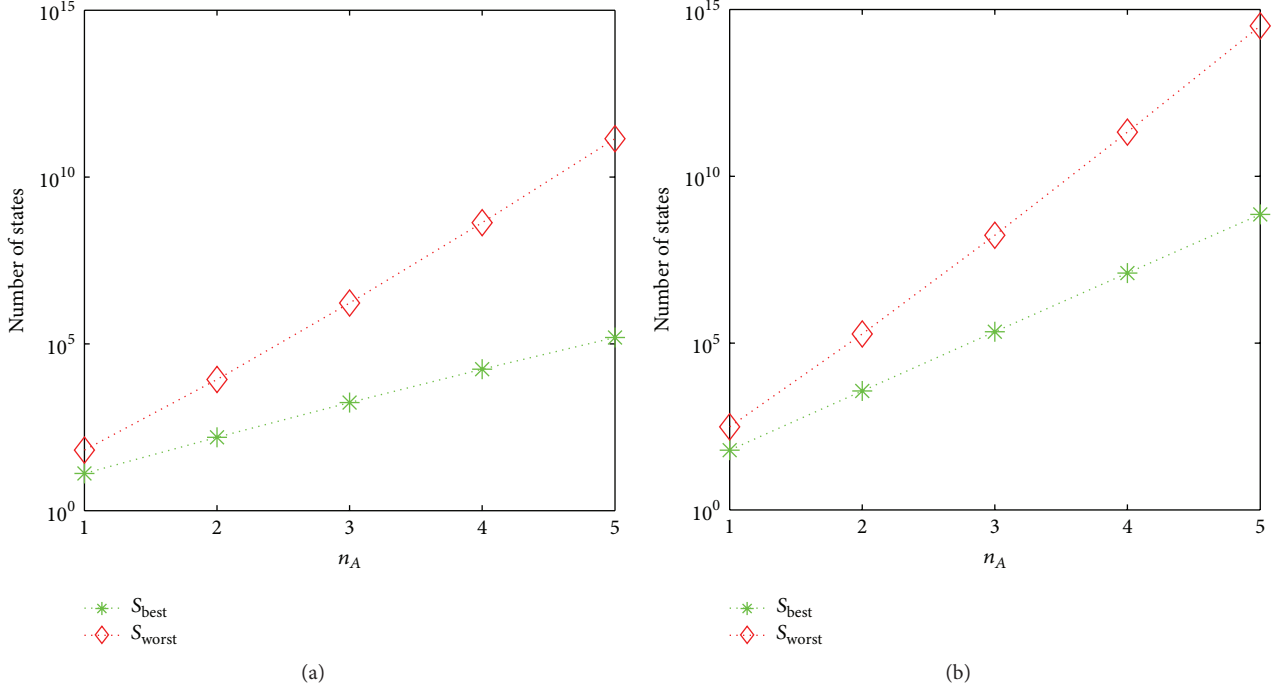 10^15
10^10
10^5
10^0
Number of states
1 2 3 4 5
n_A
S_best
S_worst
(a)
10^15
10^10
10^5
10^0
Number of states
1 2 3 4 5
n_A
S_best
S_worst
(b)